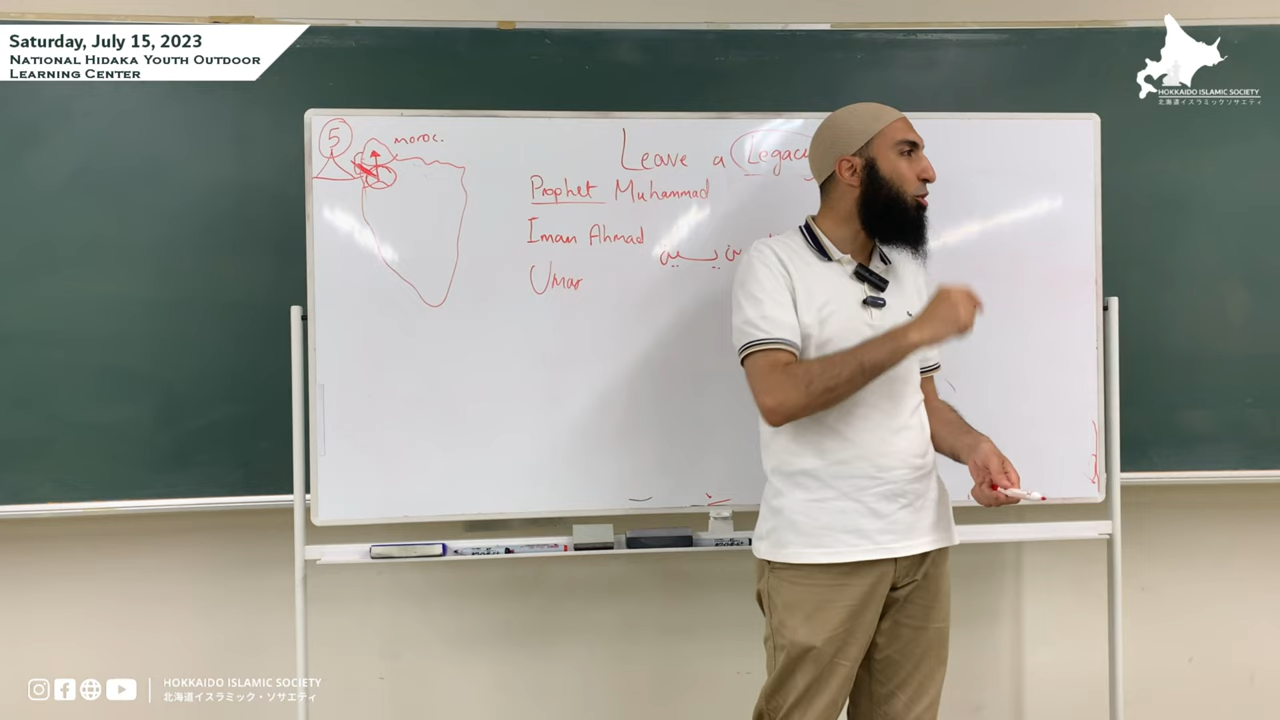 Saturday, July 15, 2023
National Hidaka Youth Outdoor
Learning Center
HOKKAIDO ISLAMIC SOCIETY
北海道イスラミック・ソサエティ
5
moroc.
Leave a Legacy
Prophet Muhammad
Imam Ahmad
Umar
HOKKAIDO ISLAMIC SOCIETY
北海道イスラミック・ソサエティ